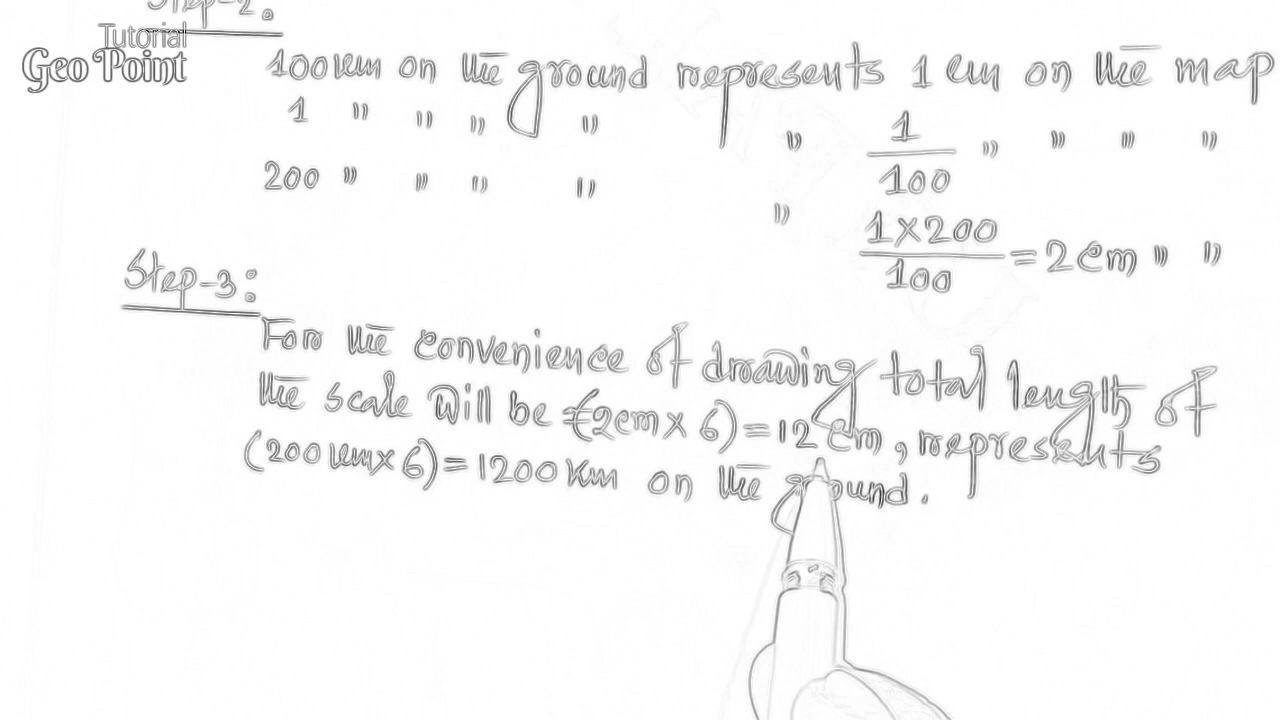 Step-2:
Tutorial
Geo Point
100 km on the ground represents 1 cm on the map
1 " " " " " 1/100 " " " "
200 " " " " " 1×200/100 = 2 cm " "
Step-3:
For the convenience of drawing total length of
the scale will be (2cm × 6) = 12 cm, represents
(200 km × 6) = 1200 km on the ground.